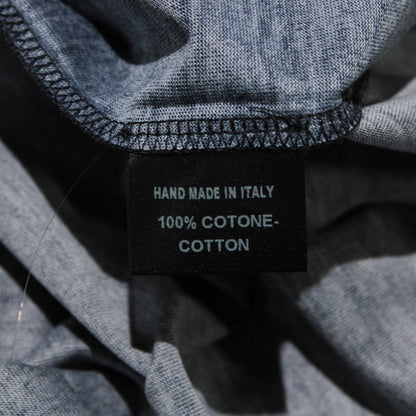 HAND MADE IN ITALY
100% COTONE-
COTTON